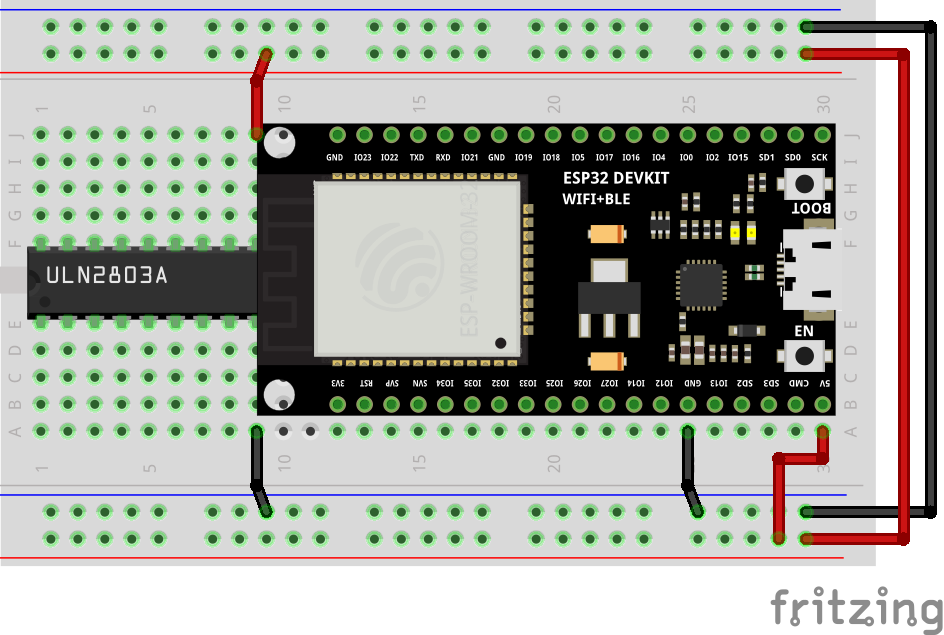 1 5 10 15 20 25 30
J J
I I
H H
G G
F F
GND IO23 IO22 TXD RXD IO21 GND IO19 IO18 IO5 IO17 IO16 IO4 IO0 IO2 IO15 SD1 SD0 SCK
ESP32 DEVKIT
WIFI+BLE
BOOT
ULN2803A
ESP-WROOM-32
EN
3V3 RST SVP SVN IO34 IO35 IO32 IO33 IO25 IO26 IO27 IO14 IO12 GND IO13 SD2 SD3 CMD 5V
E E
D D
C C
B B
A A
1 5 10 15 20 25 30
fritzing